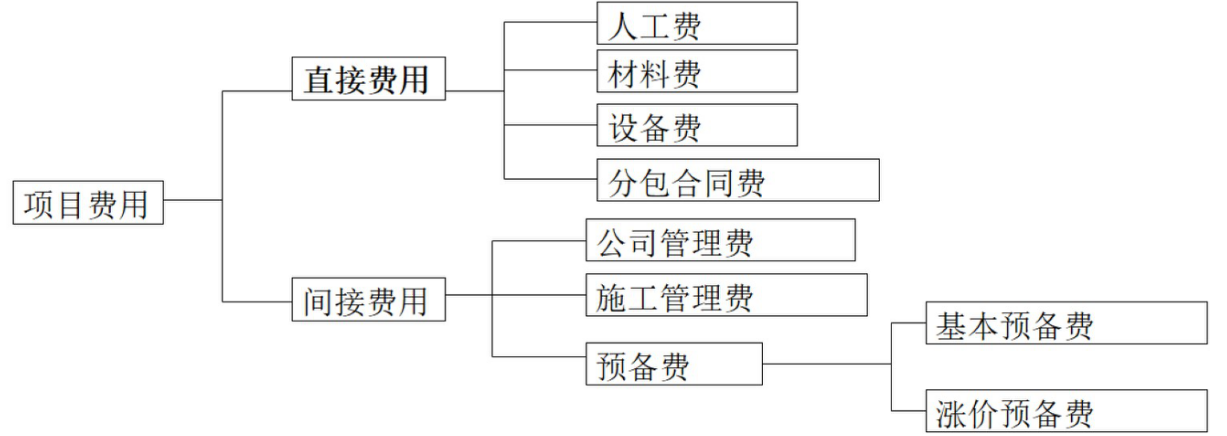 人工费
材料费
直接费用
设备费
分包合同费
项目费用
公司管理费
间接费用
施工管理费
基本预备费
预备费
涨价预备费